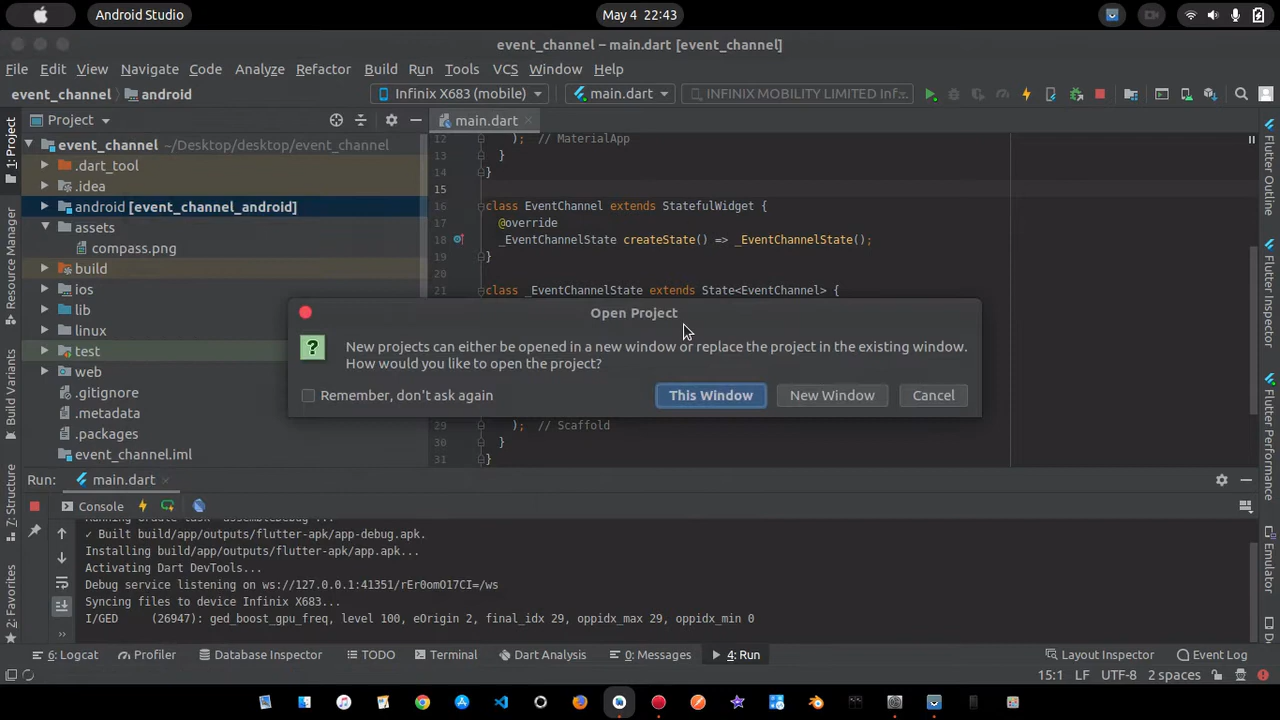 Android Studio
May 4 22:43
event_channel – main.dart [event_channel]
File Edit View Navigate Code Analyze Refactor Build Run Tools VCS Window Help
event_channel android
Infinix X683 (mobile)
main.dart
INFINIX MOBILITY LIMITED Inf...
1: Project
Resource Manager
Build Variants
7: Structure
2: Favorites
Project
event_channel ~/Desktop/desktop/event_channel
.dart_tool
.idea
android [event_channel_android]
assets
compass.png
build
ios
lib
linux
test
web
.gitignore
.metadata
.packages
event_channel.iml
main.dart
12 ); // MaterialApp
13 }
14 }
15
16 class EventChannel extends StatefulWidget {
17 @override
18 _EventChannelState createState() => _EventChannelState();
19 }
20
21 class _EventChannelState extends State<EventChannel> {
Open Project
New projects can either be opened in a new window or replace the project in the existing window.
How would you like to open the project?
Remember, don't ask again
This Window
New Window
Cancel
29 ); // Scaffold
30 }
31 }
Flutter Outline
Flutter Inspector
Flutter Performance
Emulator
Run: main.dart
Console
✓ Built build/app/outputs/flutter-apk/app-debug.apk.
Installing build/app/outputs/flutter-apk/app.apk...
Activating Dart DevTools...
Debug service listening on ws://127.0.0.1:41351/rEr0omO17CI=/ws
Syncing files to device Infinix X683...
I/GED (26947): ged_boost_gpu_freq, level 100, eOrigin 2, final_idx 29, oppidx_max 29, oppidx_min 0
6: Logcat Profiler Database Inspector TODO Terminal Dart Analysis 0: Messages 4: Run Layout Inspector Event Log
15:1 LF UTF-8 2 spaces